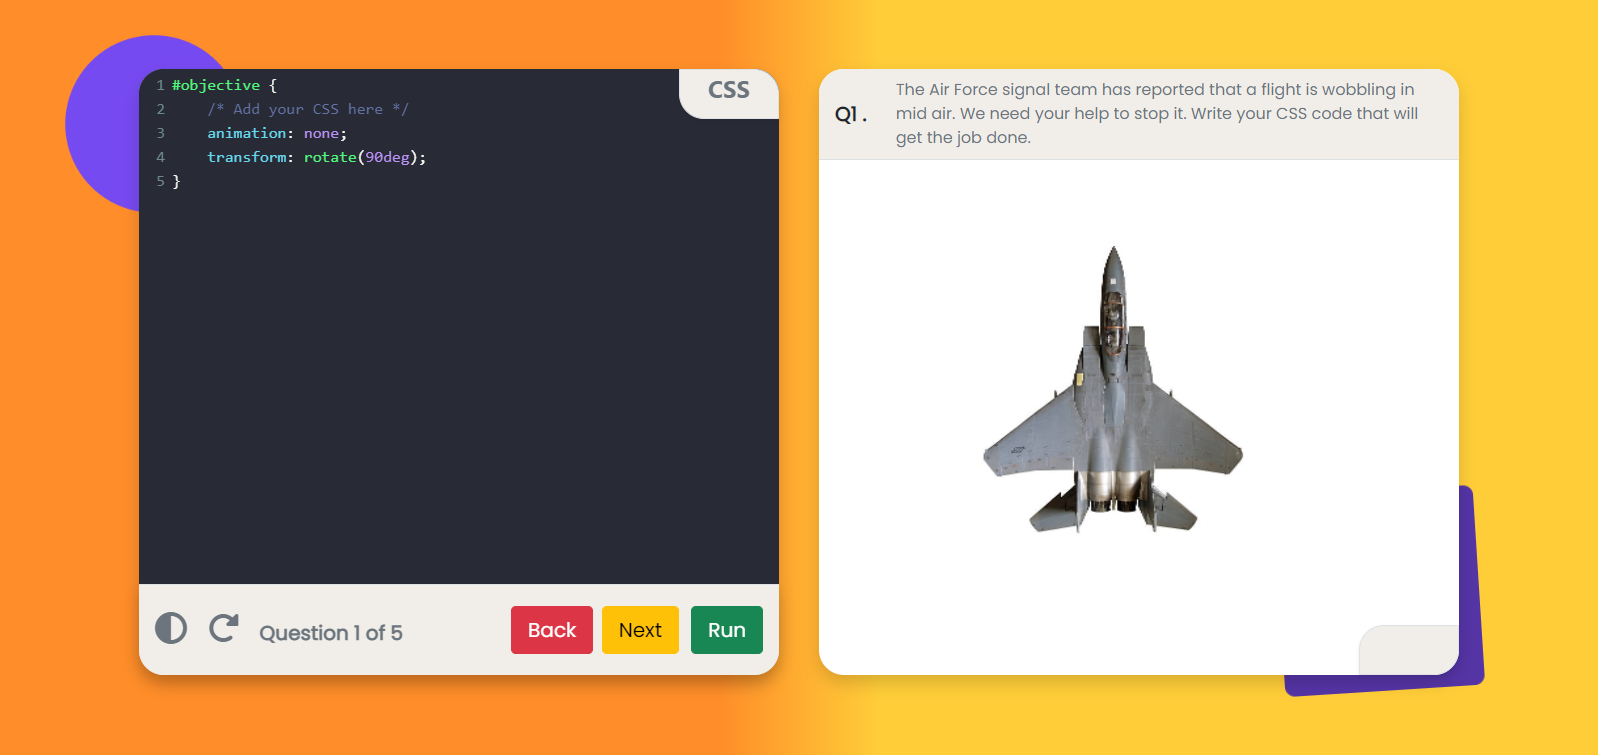 1 #objective {
2 /* Add your CSS here */
3 animation: none;
4 transform: rotate(90deg);
5 }
CSS
Question 1 of 5
Back
Next
Run
Q1 .
The Air Force signal team has reported that a flight is wobbling in
mid air. We need your help to stop it. Write your CSS code that will
get the job done.